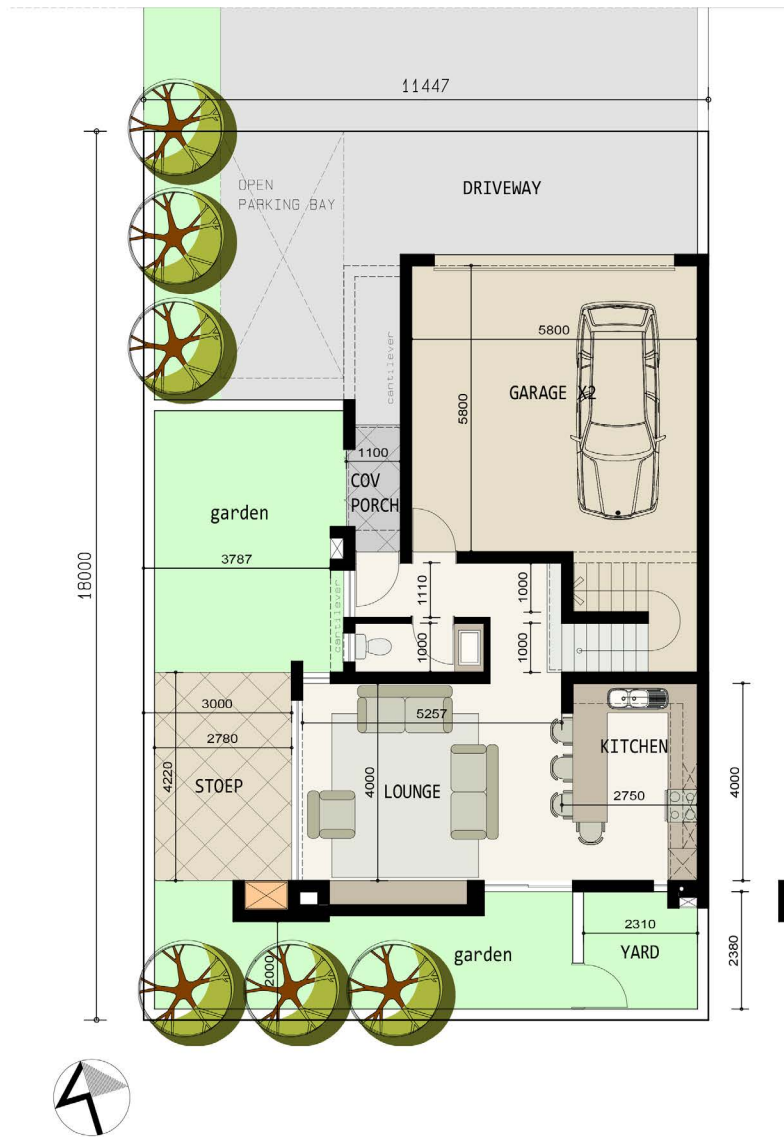 11447
OPEN
PARKING BAY
DRIVEWAY
cantilever
5800
GARAGE X2
5800
1100
COV
PORCH
garden
3787
18000
cantilever
1110
1000
1000
1000
3000
2780
4220
STOEP
5257
4000
LOUNGE
KITCHEN
2750
4000
2000
garden
2310
YARD
2380